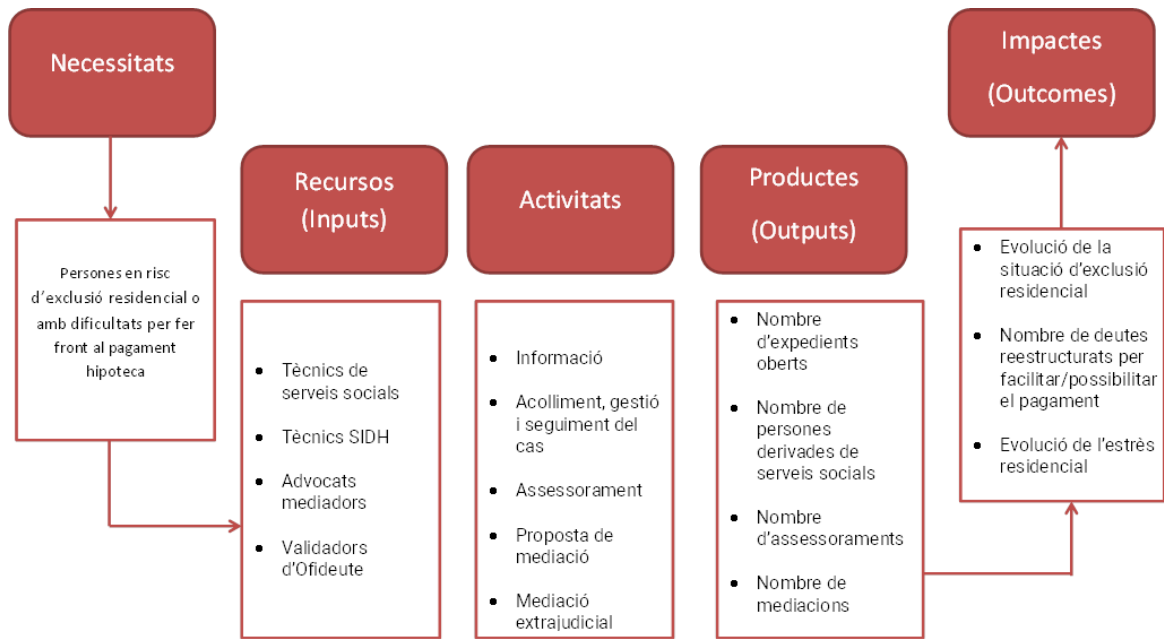 Necessitats
Persones en risc
d'exclusió residencial o
amb dificultats per fer
front al pagament
hipoteca
Recursos
(Inputs)
• Tècnics de
serveis socials
• Tècnics SIDH
• Advocats
mediadors
• Validadors
d'Ofideute
Activitats
• Informació
• Acolliment, gestió
i seguiment del
cas
• Assessorament
• Proposta de
mediació
• Mediació
extrajudicial
Productes
(Outputs)
• Nombre
d'expedients
oberts
• Nombre de
persones
derivades de
serveis socials
• Nombre
d'assessoraments
• Nombre de
mediacions
Impactes
(Outcomes)
• Evolució de la
situació d'exclusió
residencial
• Nombre de deutes
reestructurats per
facilitar/possibilitar
el pagament
• Evolució de l'estrès
residencial